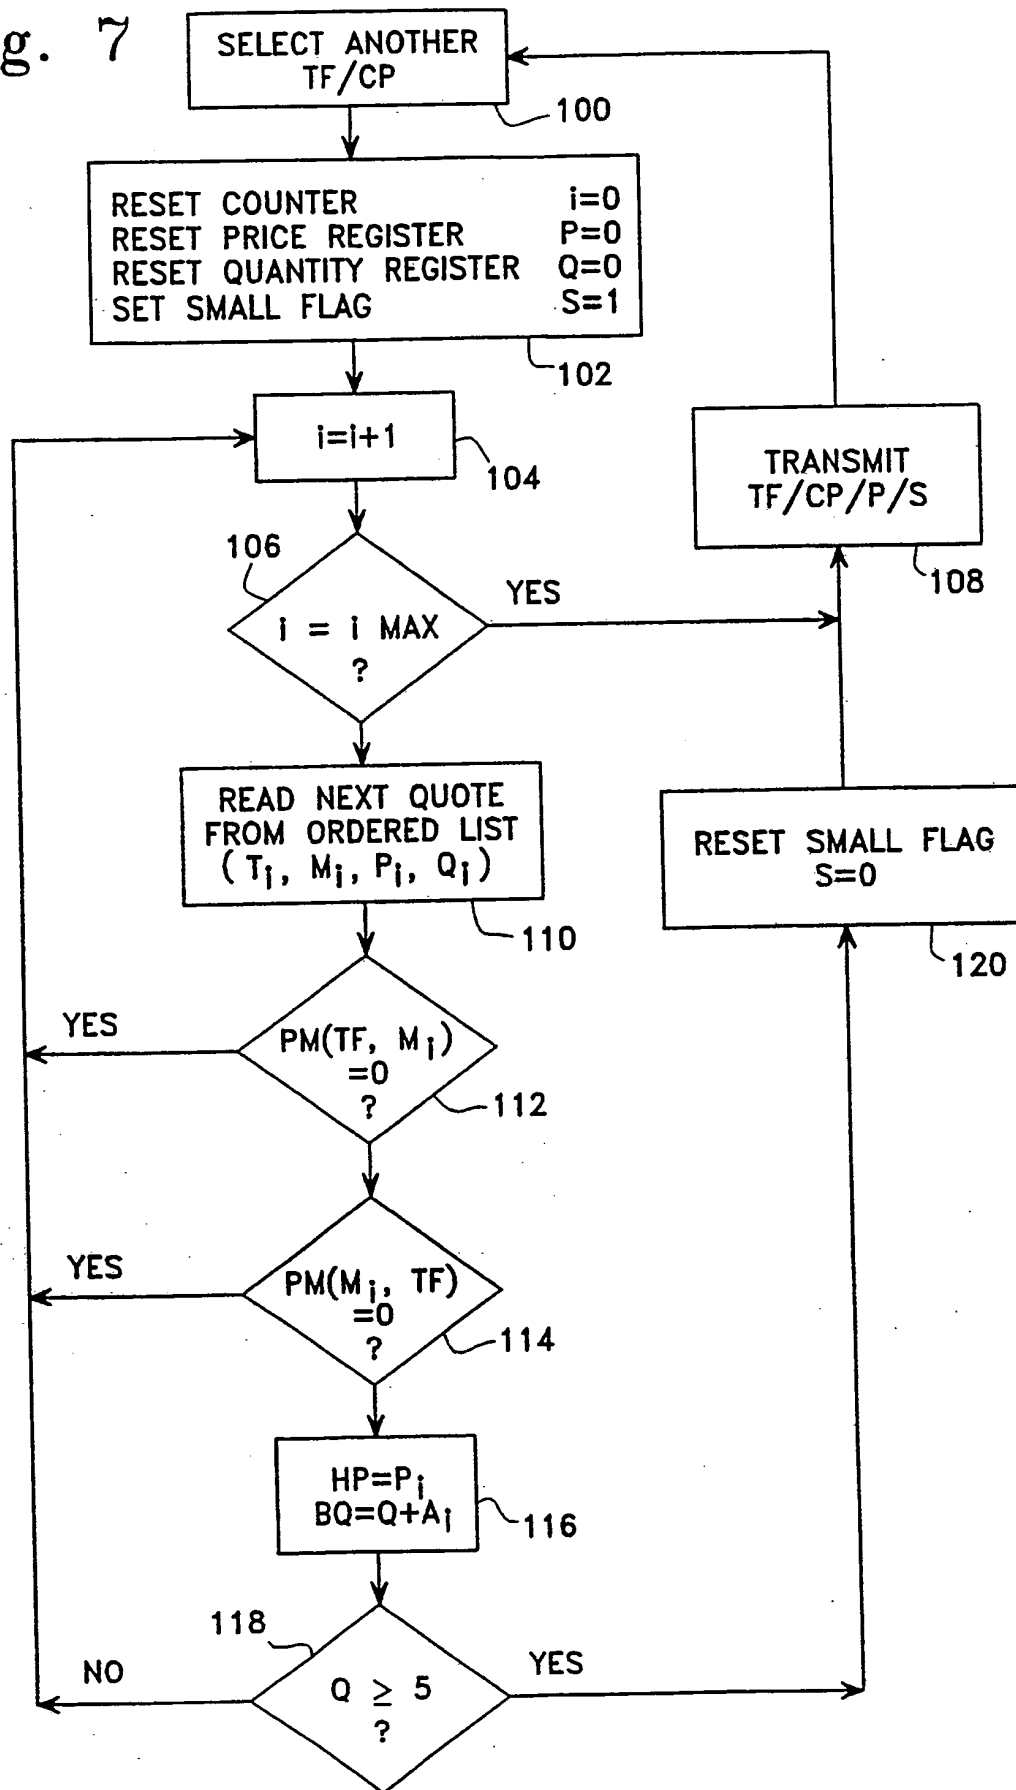 g. 7
SELECT ANOTHER
TF/CP
100
RESET COUNTER i=0
RESET PRICE REGISTER P=0
RESET QUANTITY REGISTER Q=0
SET SMALL FLAG S=1
102
i=i+1
104
TRANSMIT
TF/CP/P/S
108
106
i = i MAX
?
YES
READ NEXT QUOTE
FROM ORDERED LIST
(Ti, Mi, Pi, Qi)
110
RESET SMALL FLAG
S=0
120
PM(TF, Mi)
=0
?
YES
112
PM(Mi, TF)
=0
?
YES
114
HP=Pi
BQ=Q+Ai
116
118
Q ≥ 5
?
NO
YES